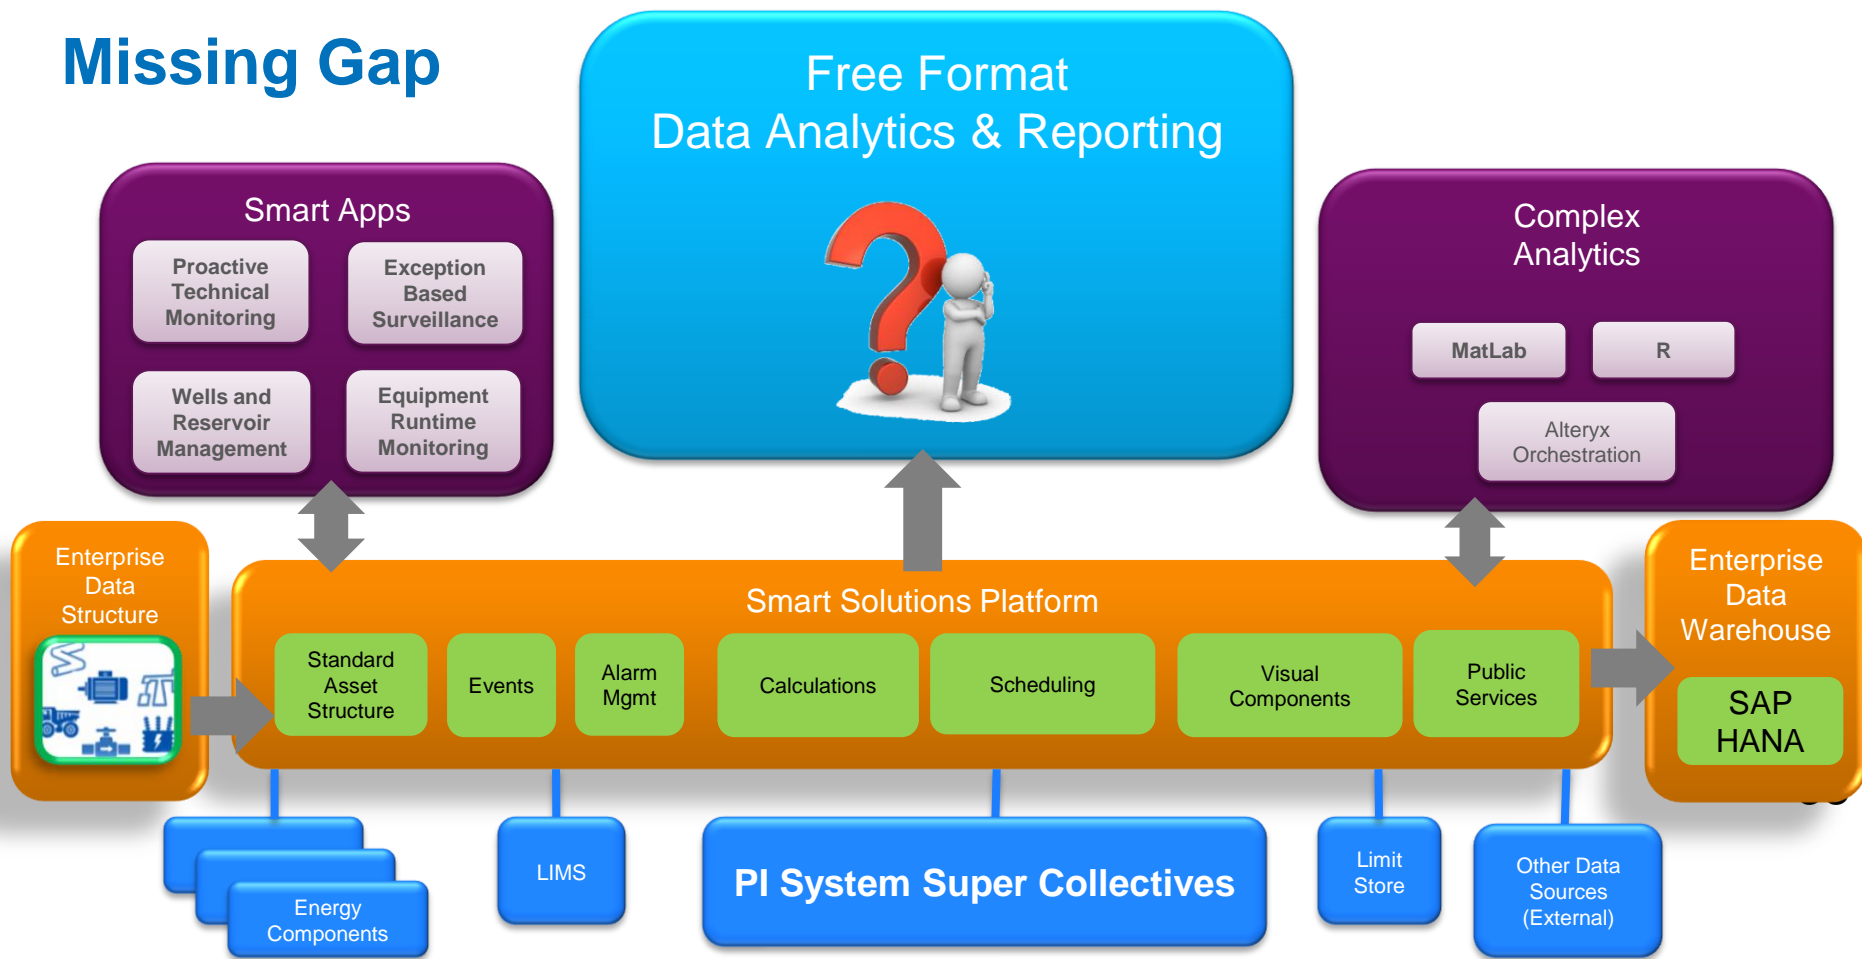 Missing Gap
Free Format
Data Analytics & Reporting
Smart Apps
Proactive
Technical
Monitoring
Exception
Based
Surveillance
Wells and
Reservoir
Management
Equipment
Runtime
Monitoring
Complex
Analytics
MatLab
R
Alteryx
Orchestration
Enterprise
Data
Structure
Smart Solutions Platform
Standard
Asset
Structure
Events
Alarm
Mgmt
Calculations
Scheduling
Visual
Components
Public
Services
Enterprise
Data
Warehouse
SAP
HANA
Energy
Components
LIMS
PI System Super Collectives
Limit
Store
Other Data
Sources
(External)